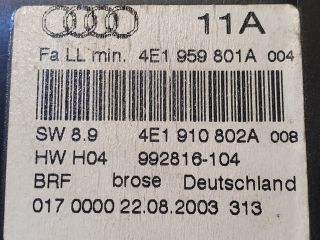 11A
Fa LL min. 4E1 959 801A 004
SW 8.9 4E1 910 802A 008
HW H04 992816-104
BRF brose Deutschland
017 0000 22.08.2003 313